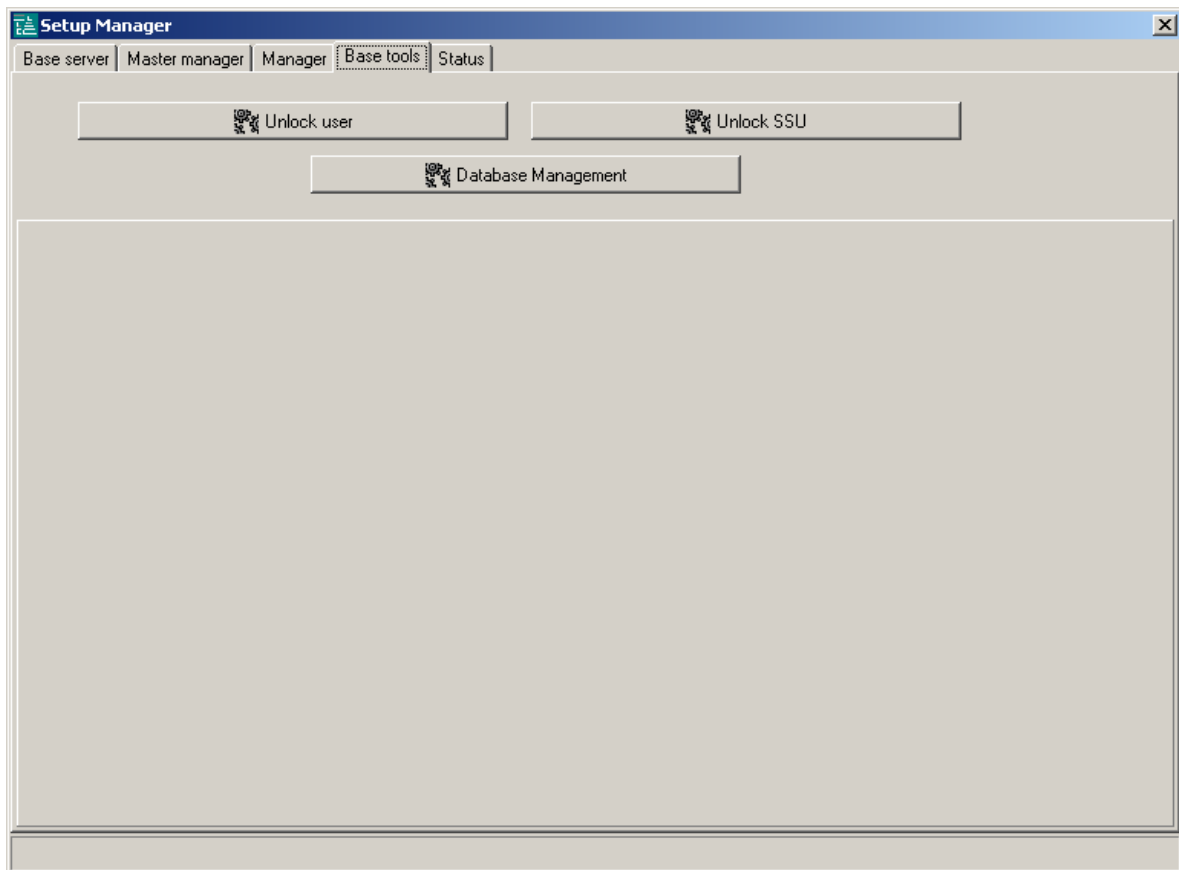 Setup Manager
Base server Master manager Manager Base tools Status
Unlock user Unlock SSU
Database Management